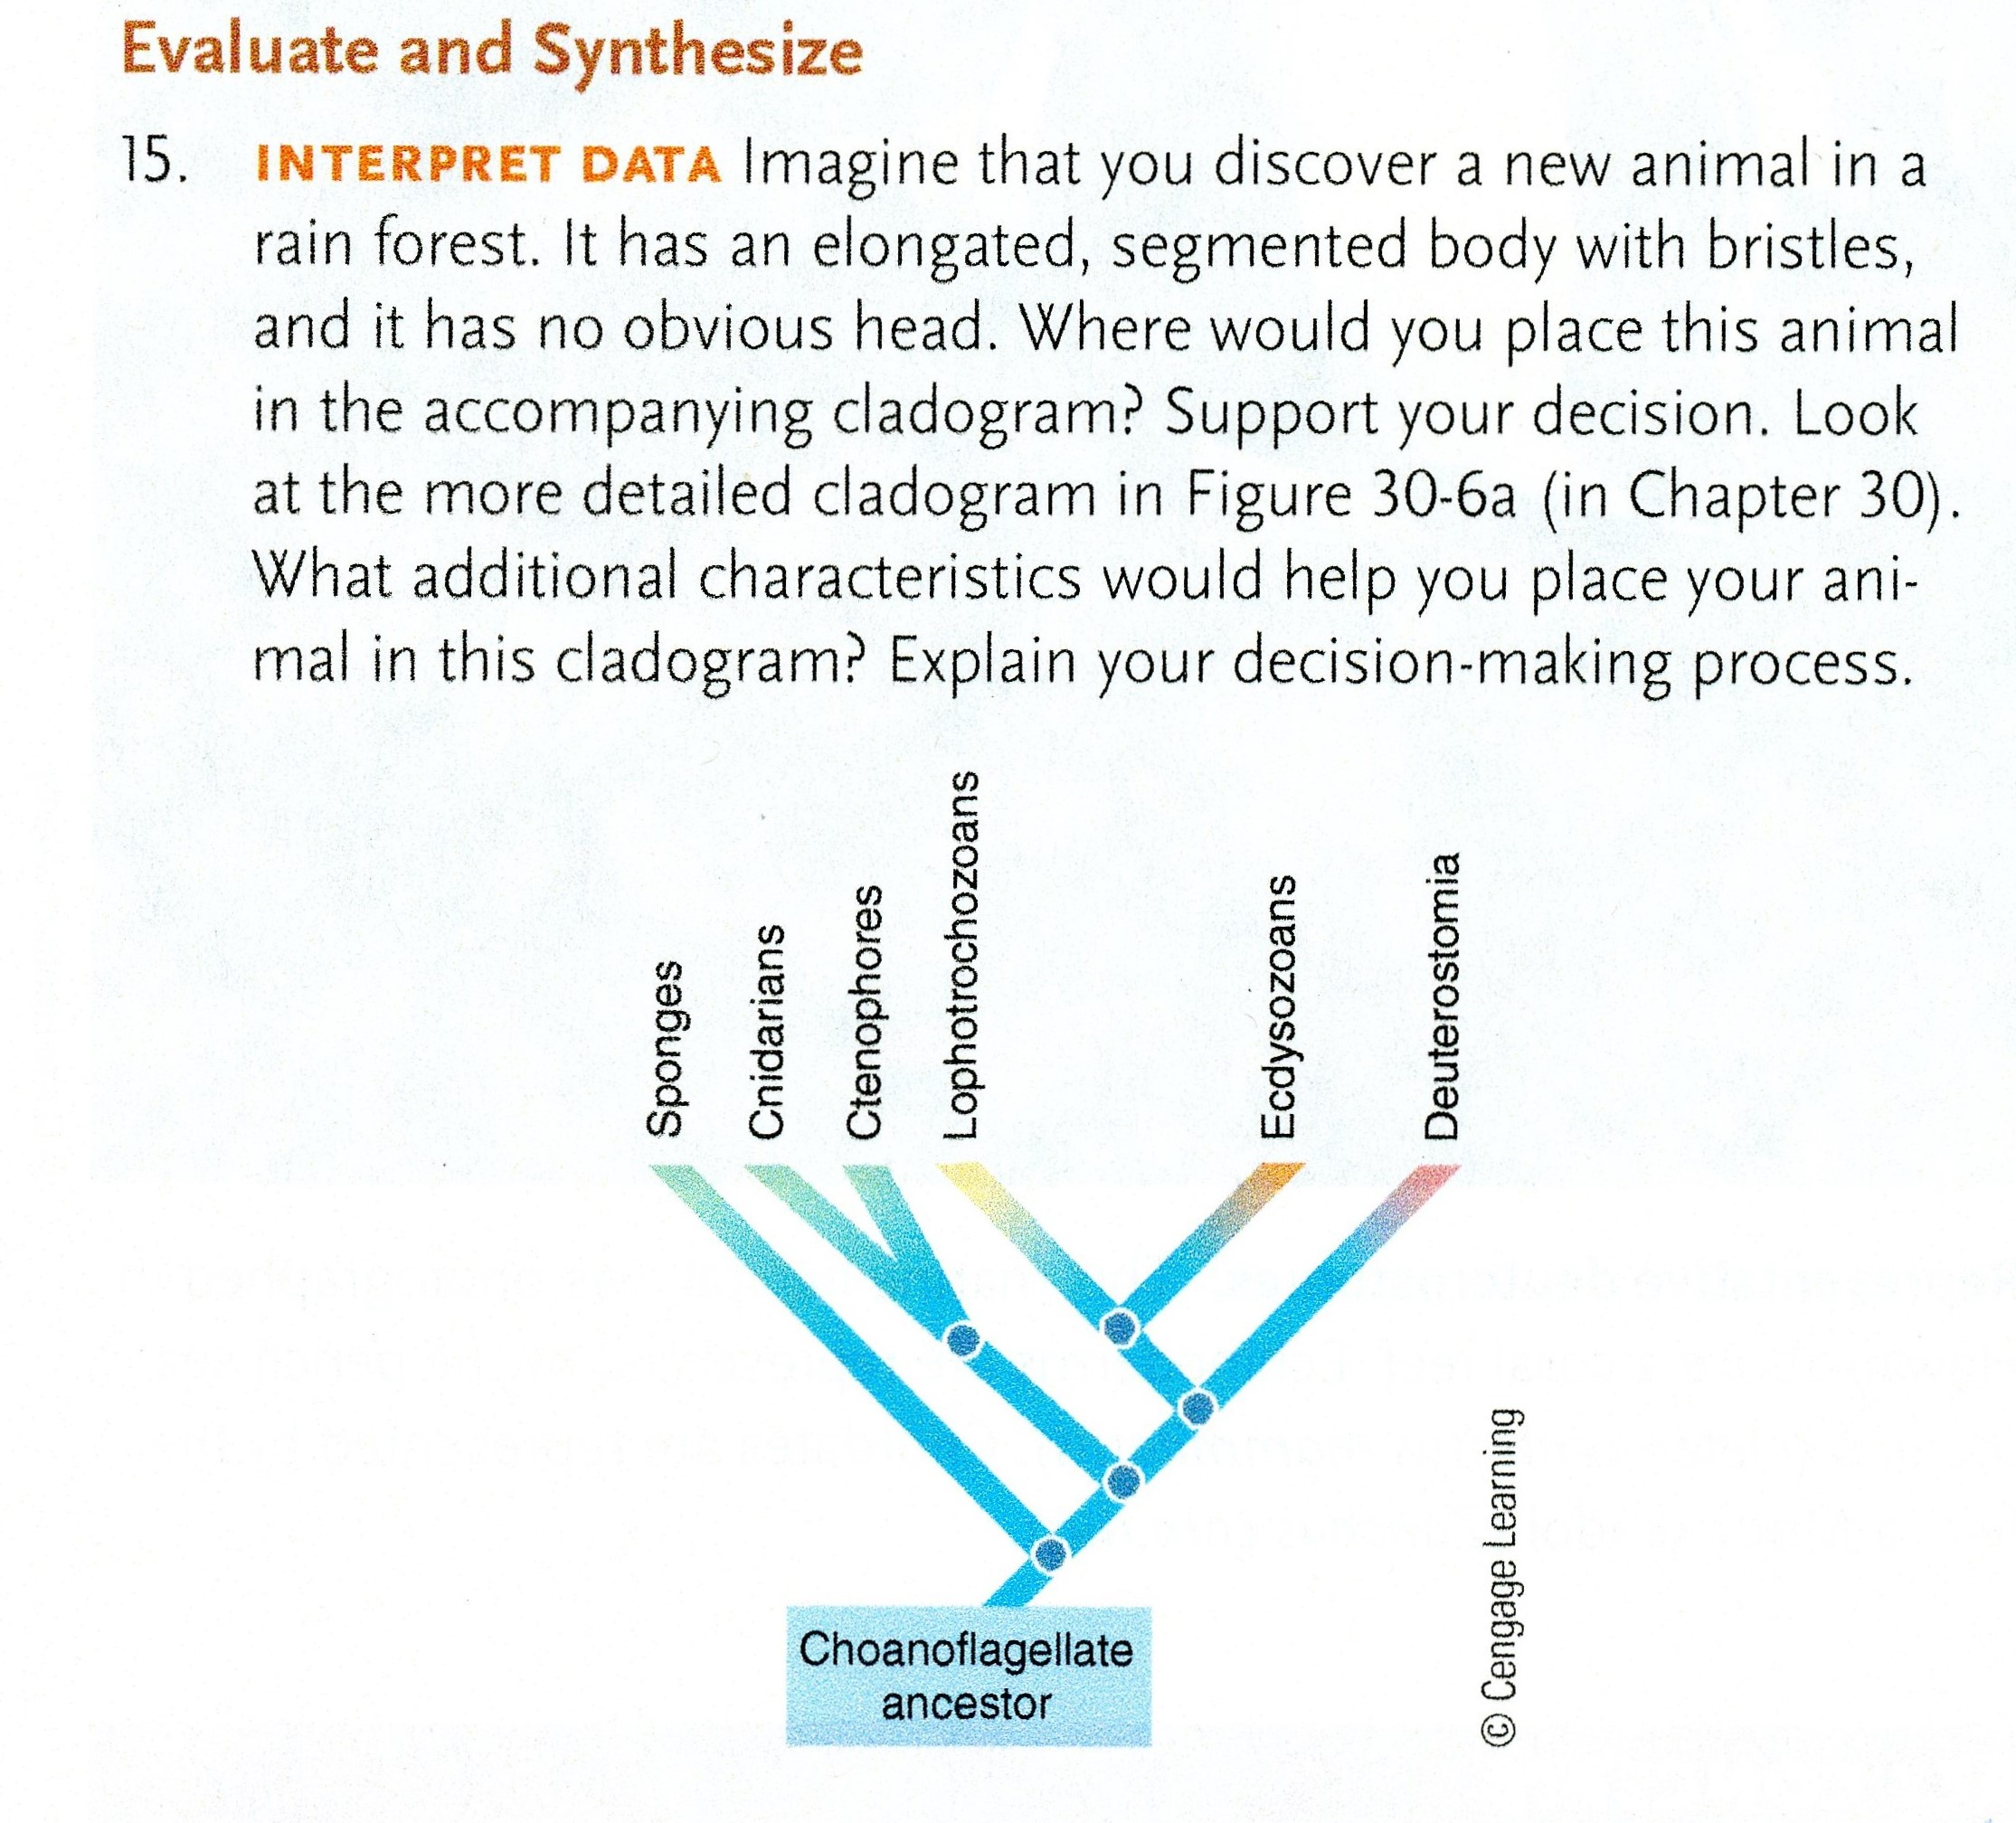 Evaluate and Synthesize
15. INTERPRET DATA Imagine that you discover a new animal in a
rain forest. It has an elongated, segmented body with bristles,
and it has no obvious head. Where would you place this animal
in the accompanying cladogram? Support your decision. Look
at the more detailed cladogram in Figure 30-6a (in Chapter 30).
What additional characteristics would help you place your ani-
mal in this cladogram? Explain your decision-making process.
Sponges
Cnidarians
Ctenophores
Lophotrochozoans
Ecdysozoans
Deuterostomia
Choanoflagellate
ancestor
© Cengage Learning